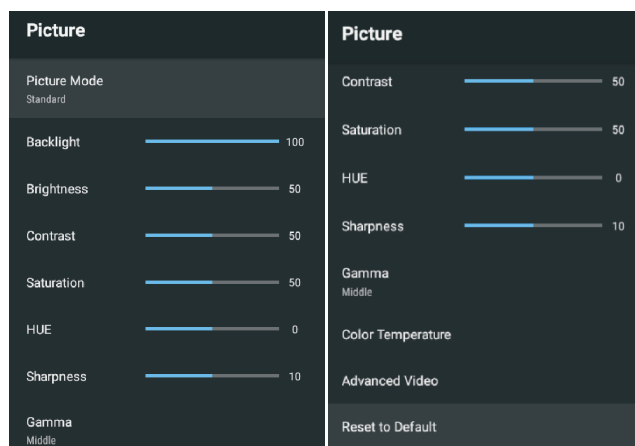 Picture
Picture Mode
Standard
Backlight 100
Brightness 50
Contrast 50
Saturation 50
HUE 0
Sharpness 10
Gamma
Middle
Picture
Contrast 50
Saturation 50
HUE 0
Sharpness 10
Gamma
Middle
Color Temperature
Advanced Video
Reset to Default